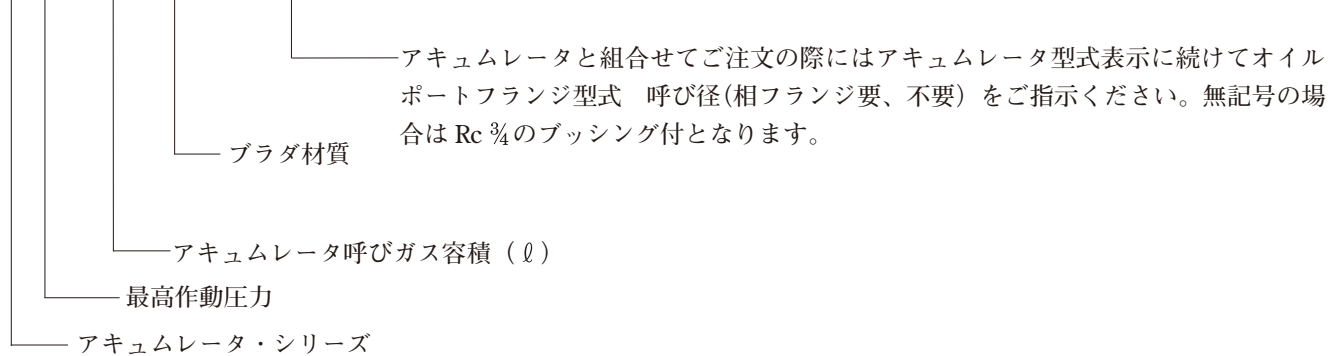 アキュムレータと組合せてご注文の際にはアキュムレータ型式表示に続けてオイル
ポートフランジ型式　呼び径(相フランジ要、不要）をご指示ください。無記号の場
合は Rc ¾のブッシング付となります。
ブラダ材質
アキュムレータ呼びガス容積（ℓ）
最高作動圧力
アキュムレータ・シリーズ